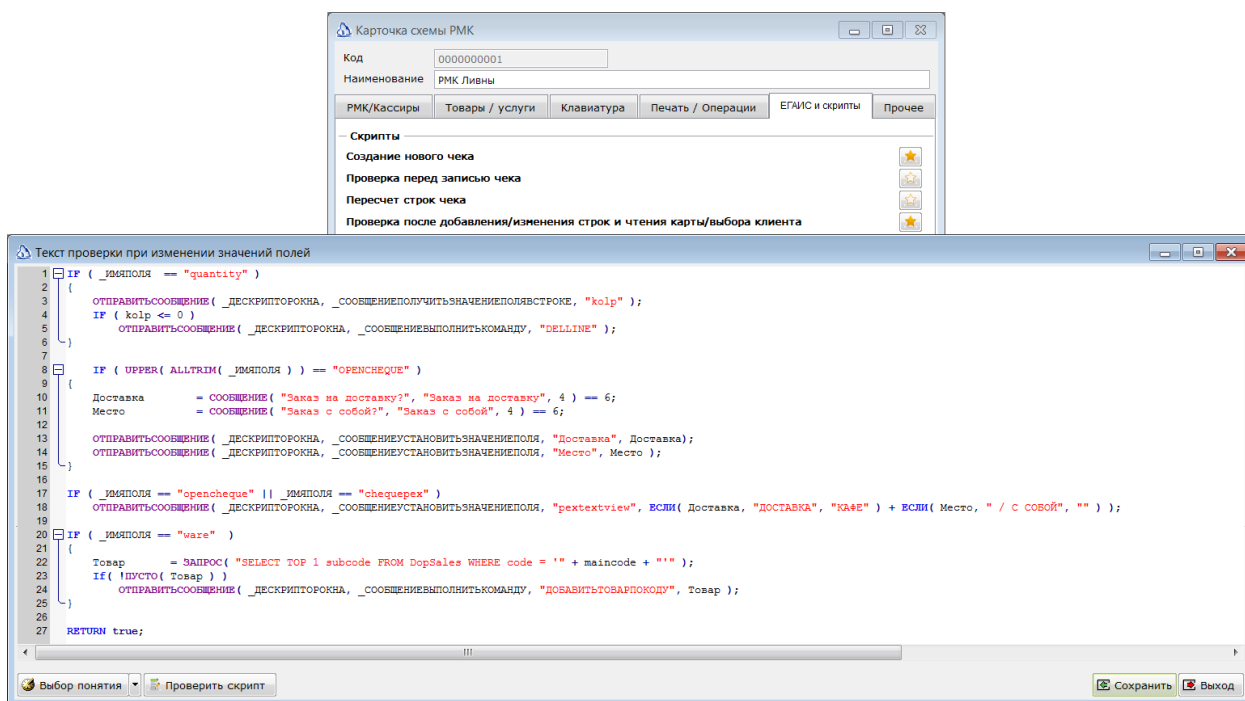 Карточка схемы РМК
Код 0000000001
Наименование РМК Ливны
РМК/Кассиры Товары / услуги Клавиатура Печать / Операции ЕГАИС и скрипты Прочее
Скрипты
Создание нового чека
Проверка перед записью чека
Пересчет строк чека
Проверка после добавления/изменения строк и чтения карты/выбора клиента
Текст проверки при изменении значений полей
1 IF ( _ИМЯПОЛЯ == "quantity" )
2 {
3 ОТПРАВИТЬСООБЩЕНИЕ( _ДЕСКРИПТОРОКНА, _СООБЩЕНИЕПОЛУЧИТЬЗНАЧЕНИЕПОЛЯВСТРОКЕ, "kolp" );
4 IF ( kolp <= 0 )
5 ОТПРАВИТЬСООБЩЕНИЕ( _ДЕСКРИПТОРОКНА, _СООБЩЕНИЕВЫПОЛНИТЬКОМАНДУ, "DELLINE" );
6 }
7
8 IF ( UPPER( ALLTRIM( _ИМЯПОЛЯ ) ) == "OPENCHEQUE" )
9 {
10 Доставка = СООБЩЕНИЕ( "Заказ на доставку?", "Заказ на доставку", 4 ) == 6;
11 Место = СООБЩЕНИЕ( "Заказ с собой?", "Заказ с собой", 4 ) == 6;
12
13 ОТПРАВИТЬСООБЩЕНИЕ( _ДЕСКРИПТОРОКНА, _СООБЩЕНИЕУСТАНОВИТЬЗНАЧЕНИЕПОЛЯ, "Доставка", Доставка);
14 ОТПРАВИТЬСООБЩЕНИЕ( _ДЕСКРИПТОРОКНА, _СООБЩЕНИЕУСТАНОВИТЬЗНАЧЕНИЕПОЛЯ, "Место", Место );
15 }
16
17 IF ( _ИМЯПОЛЯ == "opencheque" || _ИМЯПОЛЯ == "chequepex" )
18 ОТПРАВИТЬСООБЩЕНИЕ( _ДЕСКРИПТОРОКНА, _СООБЩЕНИЕУСТАНОВИТЬЗНАЧЕНИЕПОЛЯ, "pextextview", ЕСЛИ( Доставка, "ДОСТАВКА", "КАФЕ" ) + ЕСЛИ( Место, " / С СОБОЙ", "" ) );
19
20 IF ( _ИМЯПОЛЯ == "ware" )
21 {
22 Товар = ЗАПРОС( "SELECT TOP 1 subcode FROM DopSales WHERE code = '" + maincode + "'" );
23 If( !ПУСТО( Товар ) )
24 ОТПРАВИТЬСООБЩЕНИЕ( _ДЕСКРИПТОРОКНА, _СООБЩЕНИЕВЫПОЛНИТЬКОМАНДУ, "ДОБАВИТЬТОВАРПОКОДУ", Товар );
25 }
26
27 RETURN true;
Выбор понятия Проверить скрипт Сохранить Выход